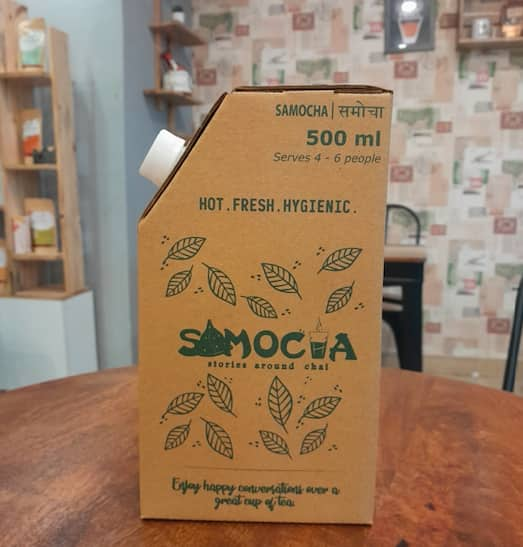 SAMOCHA | समोचा
500 ml
Serves 4 - 6 people
HOT.FRESH.HYGIENIC.
SAMOCHA
stories around chai
Enjoy happy conversations over a
great cup of tea.